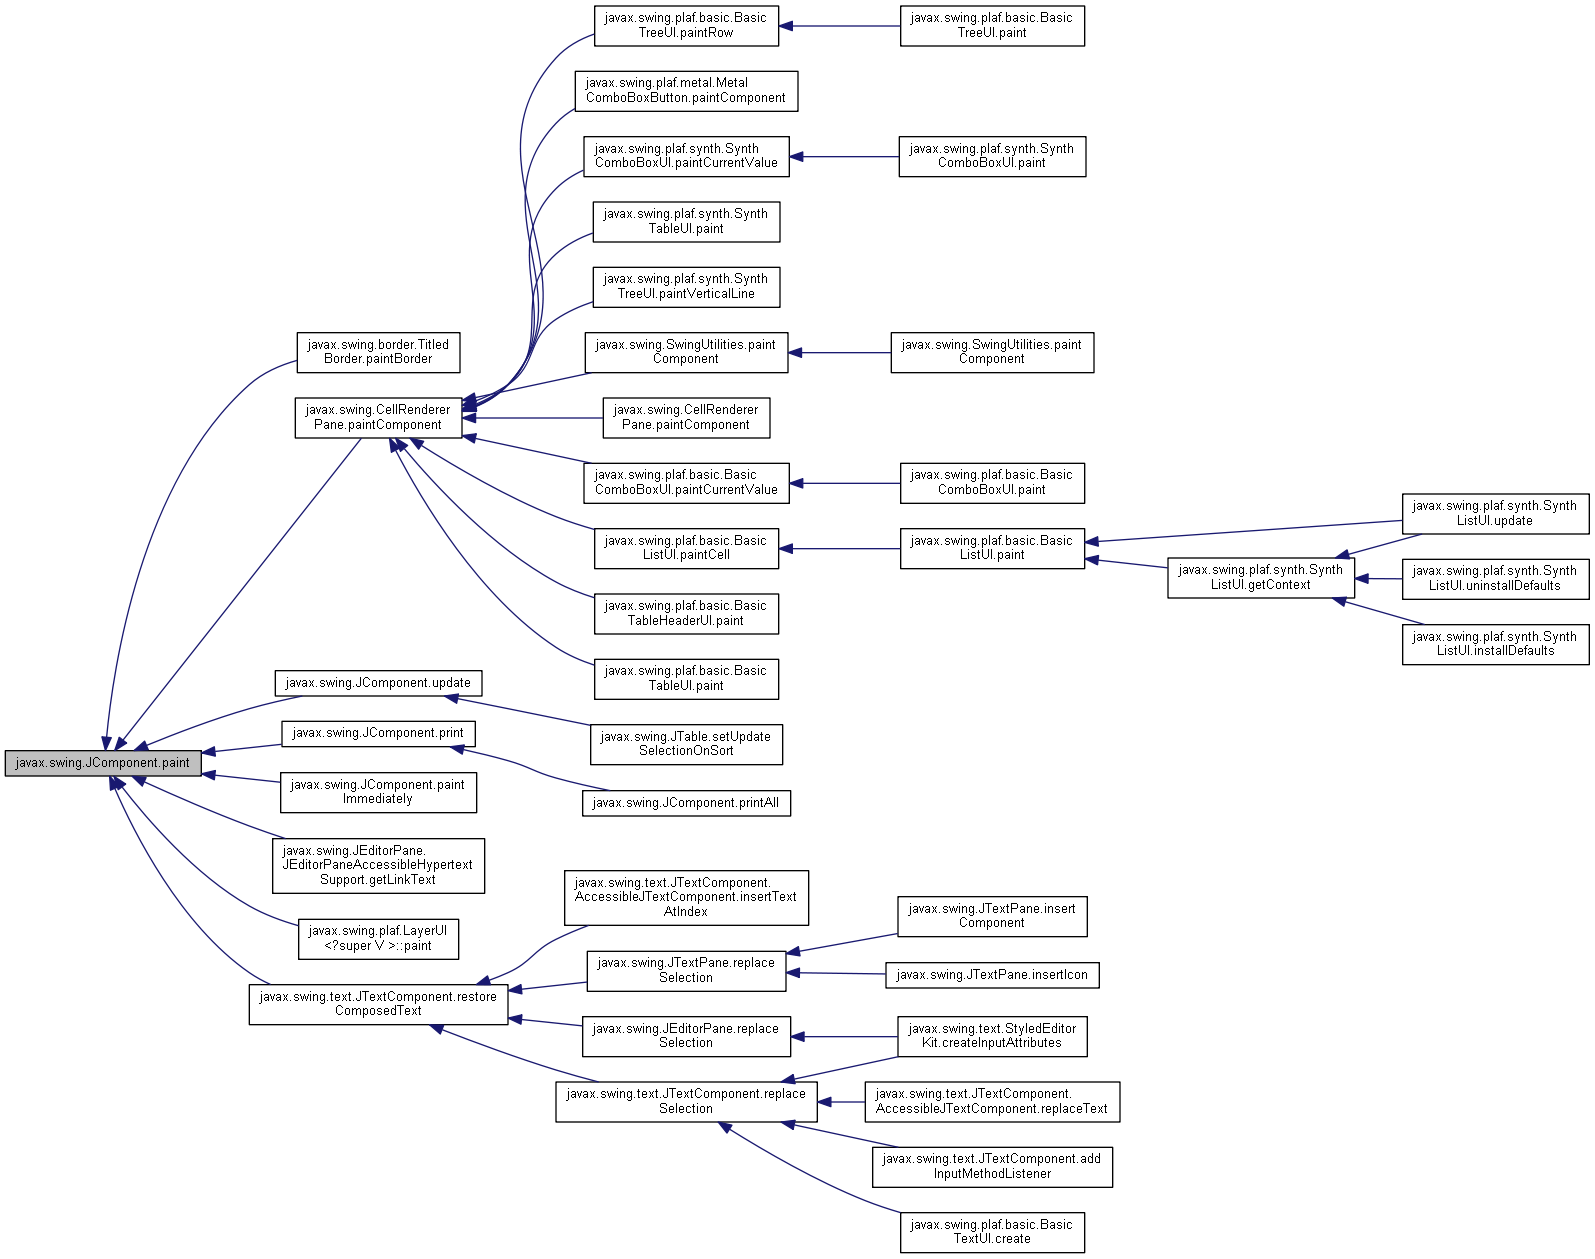 javax.swing.plaf.basic.Basic
TreeUI.paintRow
javax.swing.plaf.basic.Basic
TreeUI.paint
javax.swing.plaf.metal.Metal
ComboBoxButton.paintComponent
javax.swing.plaf.synth.Synth
ComboBoxUI.paintCurrentValue
javax.swing.plaf.synth.Synth
ComboBoxUI.paint
javax.swing.plaf.synth.Synth
TableUI.paint
javax.swing.plaf.synth.Synth
TreeUI.paintVerticalLine
javax.swing.border.Titled
Border.paintBorder
javax.swing.SwingUtilities.paint
Component
javax.swing.SwingUtilities.paint
Component
javax.swing.CellRenderer
Pane.paintComponent
javax.swing.CellRenderer
Pane.paintComponent
javax.swing.plaf.basic.Basic
ComboBoxUI.paintCurrentValue
javax.swing.plaf.basic.Basic
ComboBoxUI.paint
javax.swing.plaf.synth.Synth
ListUI.update
javax.swing.plaf.basic.Basic
ListUI.paintCell
javax.swing.plaf.basic.Basic
ListUI.paint
javax.swing.plaf.synth.Synth
ListUI.getContext
javax.swing.plaf.synth.Synth
ListUI.uninstallDefaults
javax.swing.plaf.basic.Basic
TableHeaderUI.paint
javax.swing.plaf.synth.Synth
ListUI.installDefaults
javax.swing.plaf.basic.Basic
TableUI.paint
javax.swing.JComponent.update
javax.swing.JComponent.print
javax.swing.JTable.setUpdate
SelectionOnSort
javax.swing.JComponent.paint
javax.swing.JComponent.paint
Immediately
javax.swing.JComponent.printAll
javax.swing.JEditorPane.
JEditorPaneAccessibleHypertext
Support.getLinkText
javax.swing.text.JTextComponent.
AccessibleJTextComponent.insertText
AtIndex
javax.swing.JTextPane.insert
Component
javax.swing.plaf.LayerUI
<?super V >::paint
javax.swing.JTextPane.replace
Selection
javax.swing.JTextPane.insertIcon
javax.swing.text.JTextComponent.restore
ComposedText
javax.swing.JEditorPane.replace
Selection
javax.swing.text.StyledEditor
Kit.createInputAttributes
javax.swing.text.JTextComponent.replace
Selection
javax.swing.text.JTextComponent.
AccessibleJTextComponent.replaceText
javax.swing.text.JTextComponent.add
InputMethodListener
javax.swing.plaf.basic.Basic
TextUI.create